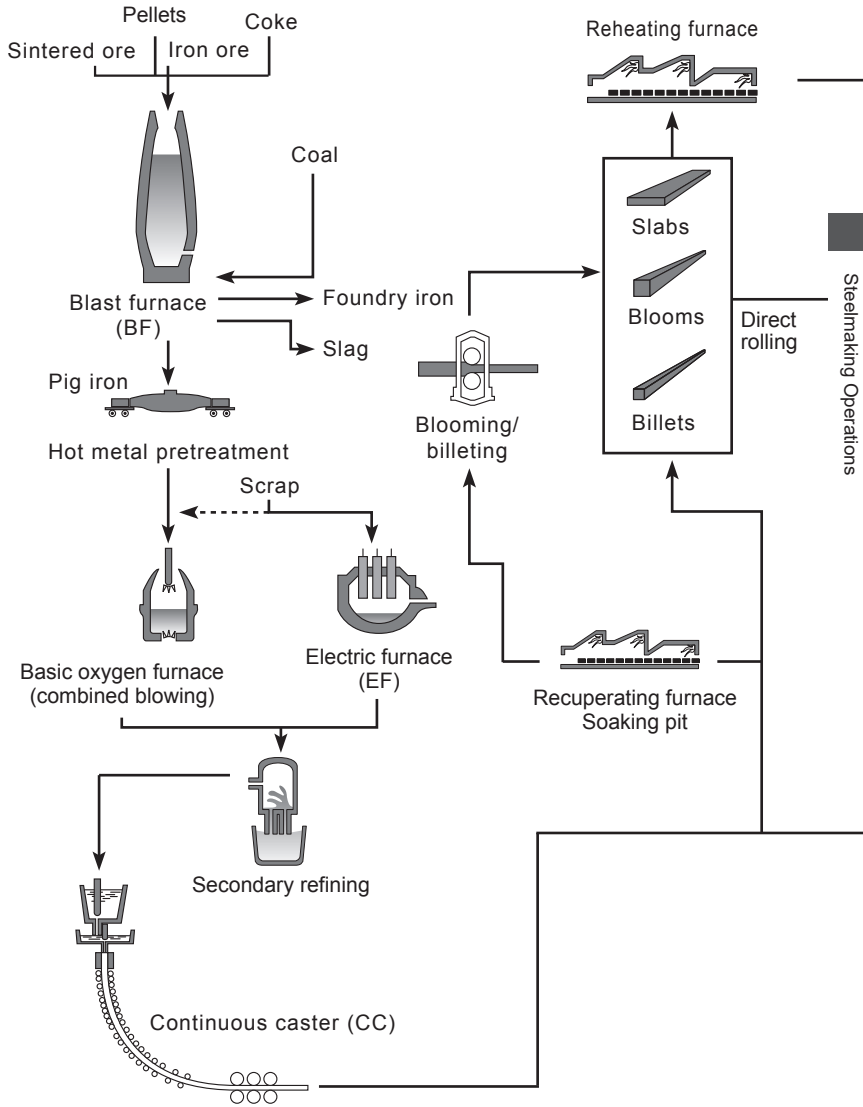 Pellets
Coke
Sintered ore
Iron ore
Coal
Blast furnace
(BF)
Foundry iron
Slag
Pig iron
Hot metal pretreatment
Scrap
Basic oxygen furnace
(combined blowing)
Electric furnace
(EF)
Secondary refining
Continuous caster (CC)
Reheating furnace
Slabs
Blooms
Billets
Direct
rolling
Blooming/
billeting
Recuperating furnace
Soaking pit
Steelmaking Operations